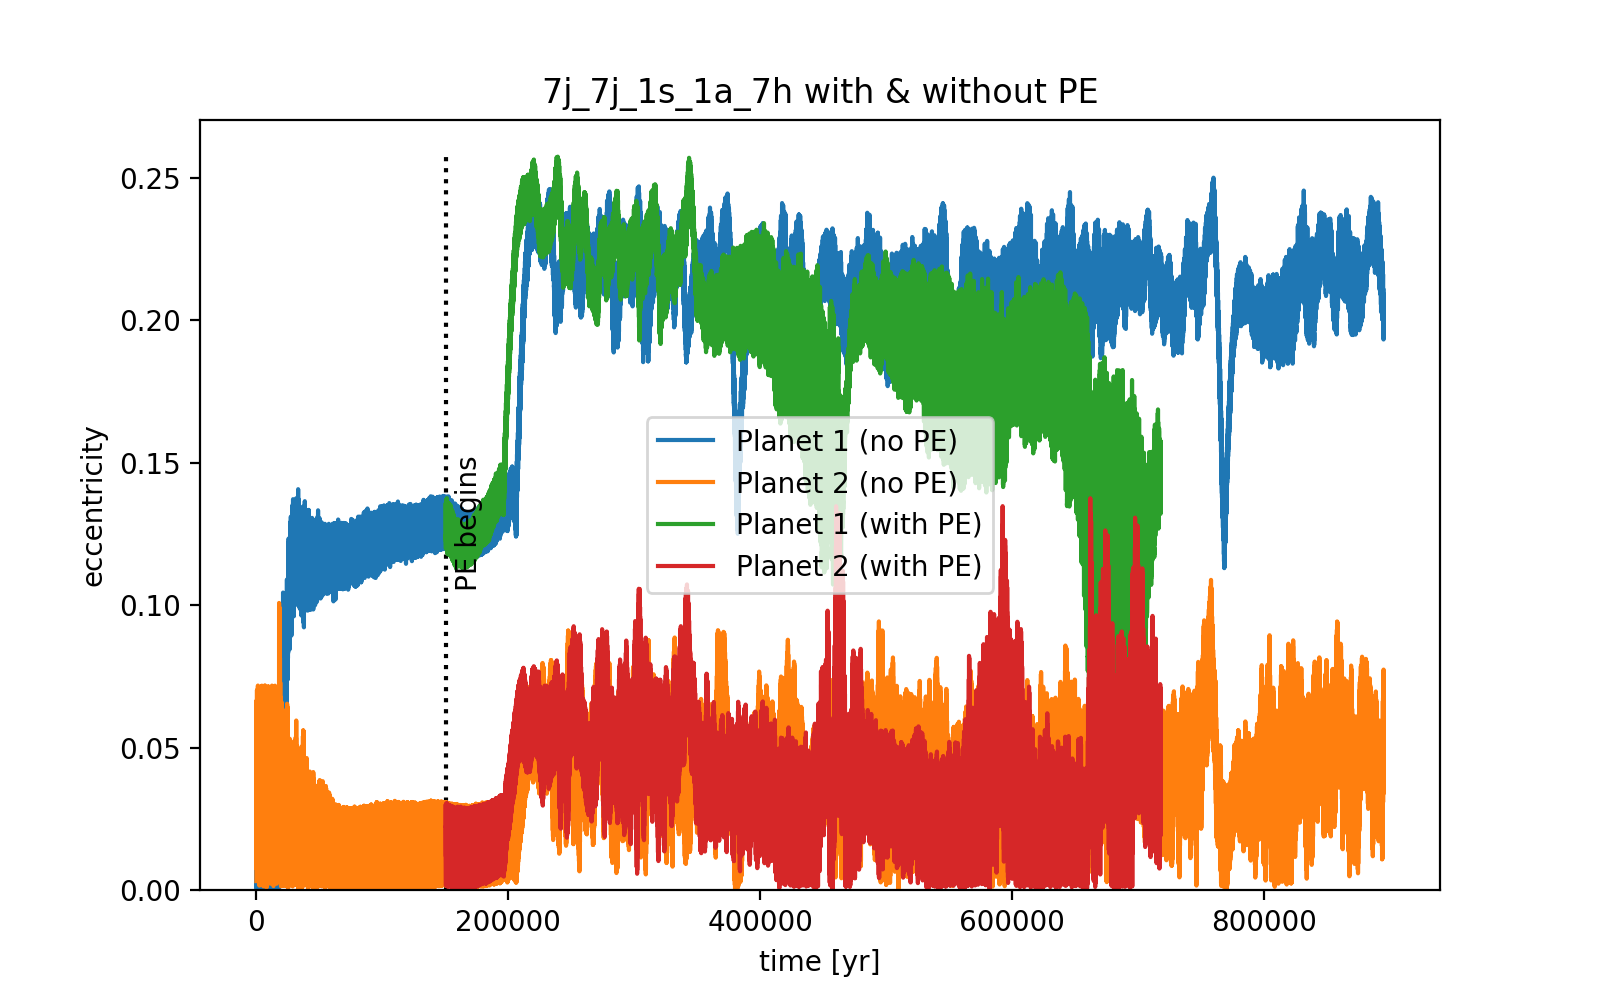 7j_7j_1s_1a_7h with & without PE
eccentricity
0.25
0.20
0.15
0.10
0.05
0.00
PE begins
Planet 1 (no PE)
Planet 2 (no PE)
Planet 1 (with PE)
Planet 2 (with PE)
0
200000
400000
600000
800000
time [yr]